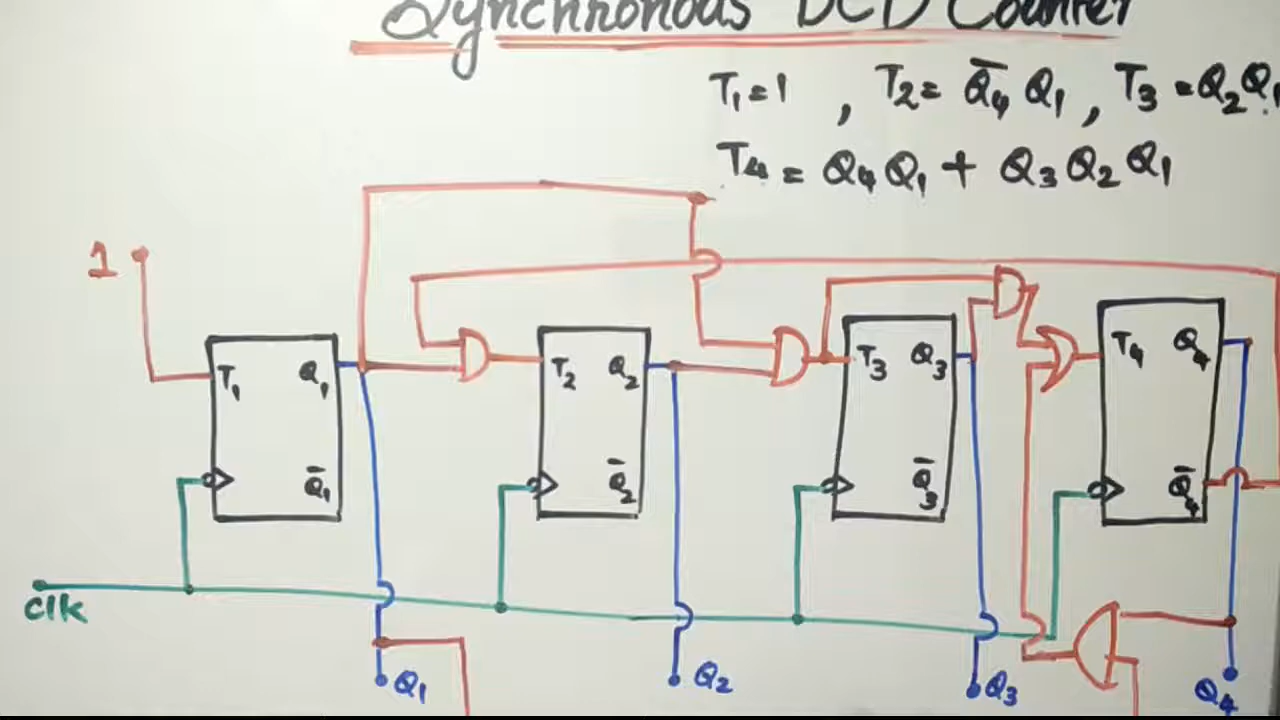 Synchronous BCD Counter
T₁ = 1 , T₂ = Q̅₄ Q₁ , T₃ = Q₂Q₁
T₄ = Q₄Q₁ + Q₃Q₂Q₁
1
T₁ Q₁ T₂ Q₂ T₃ Q₃ T₄ Q₄
Q̅₁ Q̅₂ Q̅₃ Q̅₄
clk
Q₁ Q₂ Q₃ Q₄